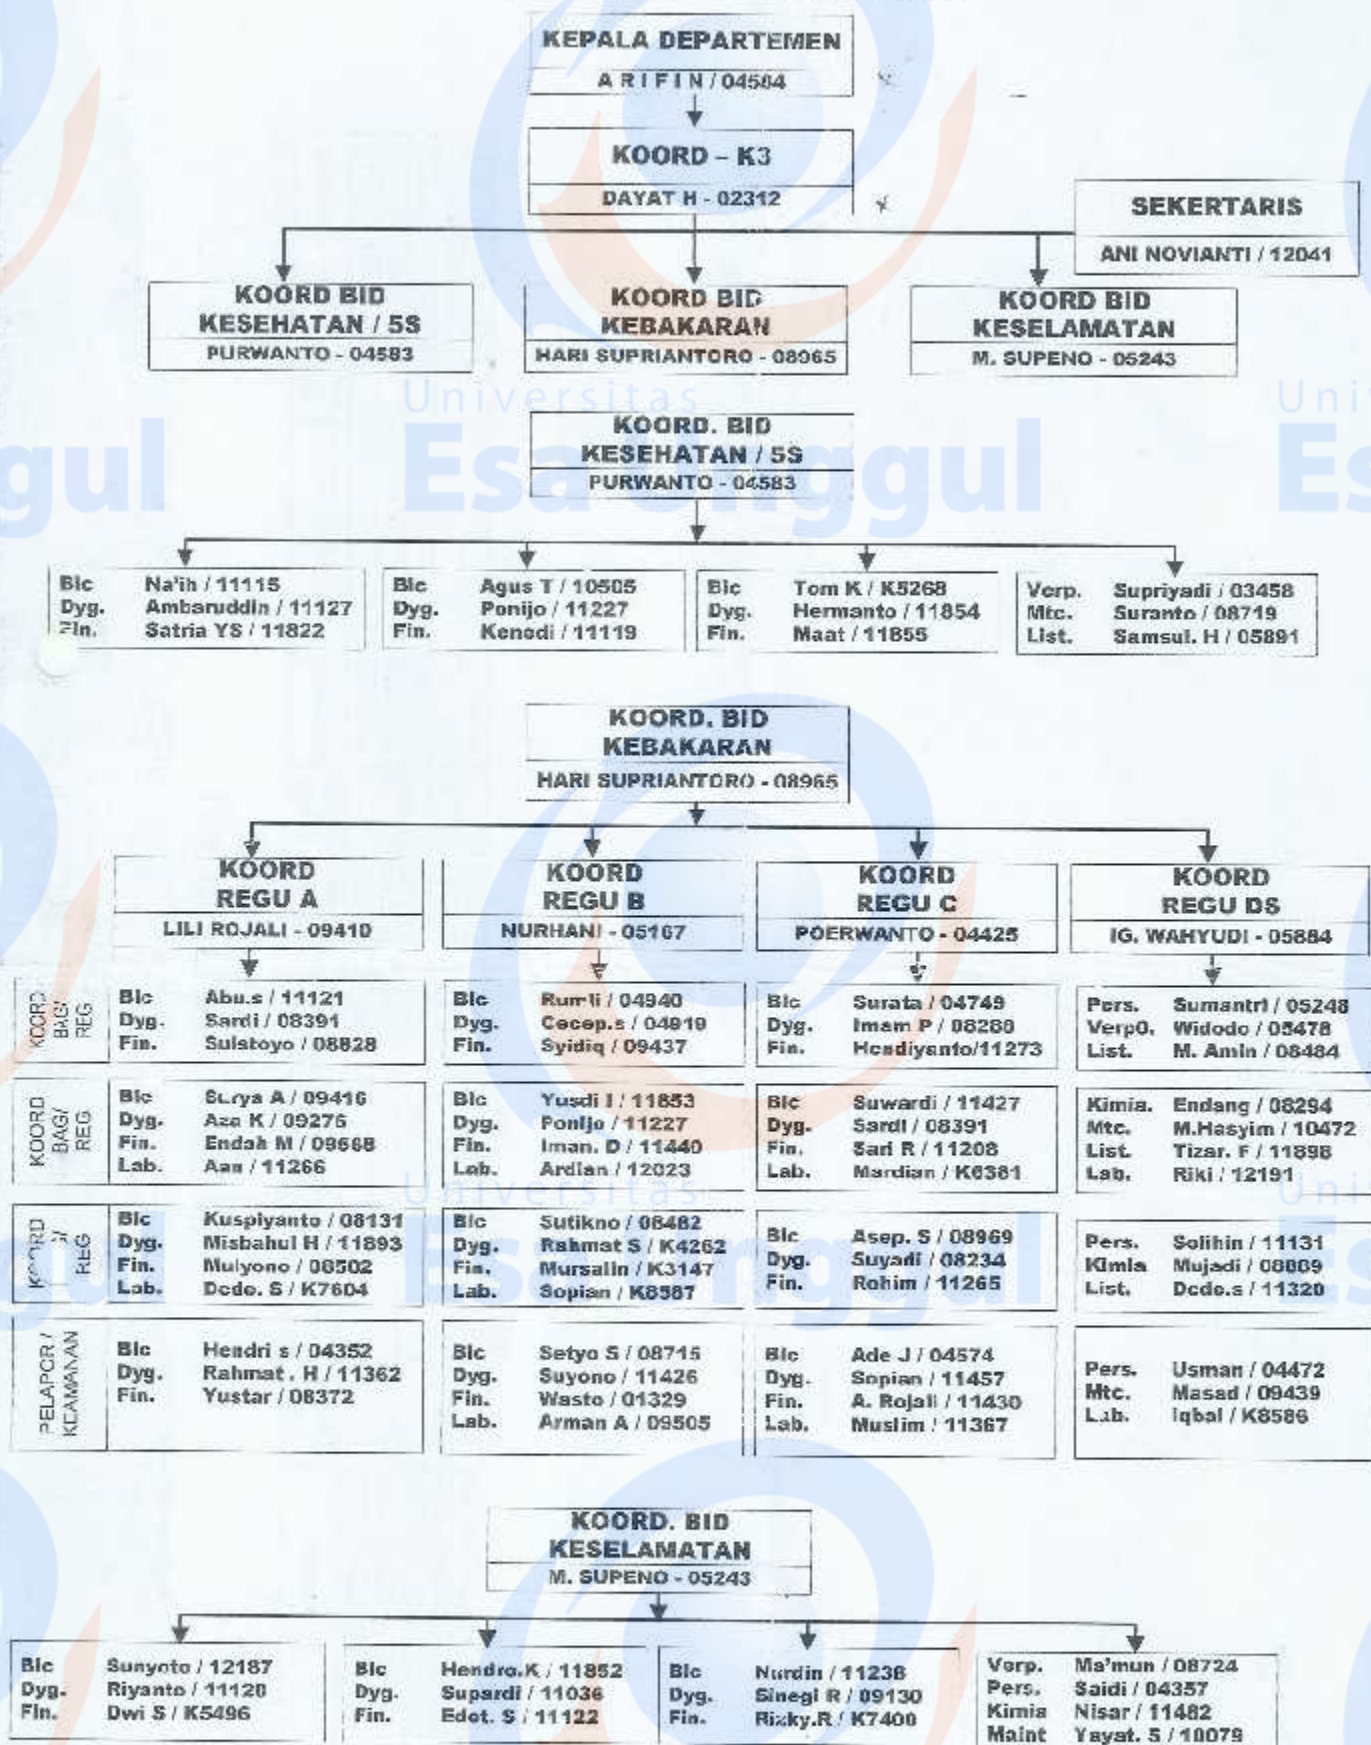 KEPALA DEPARTEMEN
A R I F I N / 04564
KOORD – K3
DAYAT H - 02312
SEKERTARIS
ANI NOVIANTI / 12041
KOORD BID
KESEHATAN / 5S
PURWANTO - 04583
KOORD BID
KEBAKARAN
HARI SUPRIANTORO - 08965
KOORD BID
KESELAMATAN
M. SUPENO - 05243
Universitas
Esa Unggul
KOORD. BID
KESEHATAN / 5S
PURWANTO - 04583
Blc Na'ih / 11115
Dyg. Ambaruddin / 11127
Fin. Satria YS / 11822
Blc Agus T / 10505
Dyg. Ponijo / 11227
Fin. Kenedi / 11119
Blc Tom K / K5268
Dyg. Hermanto / 11854
Fin. Maat / 11855
Verp. Supriyadi / 03458
Mtc. Suranto / 08719
List. Samsul. H / 05891
KOORD. BID
KEBAKARAN
HARI SUPRIANTORO - 08965
KOORD
REGU A
LILI ROJALI - 09410
KOORD
REGU B
NURHANI - 05167
KOORD
REGU C
POERWANTO - 04425
KOORD
REGU DS
IG. WAHYUDI - 05884
KOORD
BAG/
REG
Blc Abu.s / 11121
Dyg. Sardi / 08391
Fin. Sulstoyo / 08828
Blc Rumli / 04940
Dyg. Cecep.s / 04919
Fin. Syidiq / 09437
Blc Surata / 04749
Dyg. Imam P / 08288
Fin. Hendiyanto/11273
Pers. Sumantri / 05248
Verp0. Widodo / 05478
List. M. Amin / 08484
KOORD
BAG/
REG
Blc Surya A / 09416
Dyg. Aza K / 09276
Fin. Endah M / 09668
Lab. Aan / 11266
Blc Yusdi I / 11853
Dyg. Ponijo / 11227
Fin. Iman. D / 11440
Lab. Ardian / 12023
Blc Suwardi / 11427
Dyg. Sardi / 08391
Fin. Sari R / 11208
Lab. Mardian / K6381
Kimia. Endang / 08294
Mtc. M.Hasyim / 10472
List. Tizar. F / 11898
Lab. Riki / 12191
REG
Blc Kuspiyanto / 08131
Dyg. Misbahul H / 11893
Fin. Mulyono / 08502
Lab. Dede. S / K7604
Blc Sutikno / 08482
Dyg. Rahmat S / K4262
Fin. Mursalin / K3147
Lab. Sopian / K8587
Blc Asep. S / 08969
Dyg. Suyadi / 08234
Fin. Rohim / 11265
Pers. Solihin / 11131
Kimia Mujadi / 08889
List. Dede.s / 11320
PELAPOR /
KEAMANAN
Blc Hendri s / 04352
Dyg. Rahmat . H / 11362
Fin. Yustar / 08372
Blc Setyo S / 08715
Dyg. Suyono / 11426
Fin. Wasto / 01329
Lab. Arman A / 09505
Blc Ade J / 04574
Dyg. Sopian / 11457
Fin. A. Rojali / 11430
Lab. Muslim / 11367
Pers. Usman / 04472
Mtc. Masad / 09439
Lab. Iqbal / K8586
KOORD. BID
KESELAMATAN
M. SUPENO - 05243
Blc Sunyoto / 12187
Dyg. Riyanto / 11120
Fin. Dwi S / K5496
Blc Hendro.K / 11852
Dyg. Supardi / 11036
Fin. Edet. S / 11122
Blc Nurdin / 11238
Dyg. Sinegi R / 09130
Fin. Rizky.R / K7400
Verp. Ma'mun / 08724
Pers. Saidi / 04357
Kimia Nisar / 11482
Maint Yayat. S / 10079